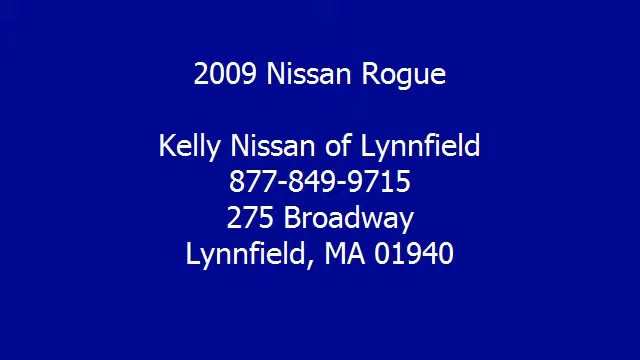 2009 Nissan Rogue
Kelly Nissan of Lynnfield
877-849-9715
275 Broadway
Lynnfield, MA 01940